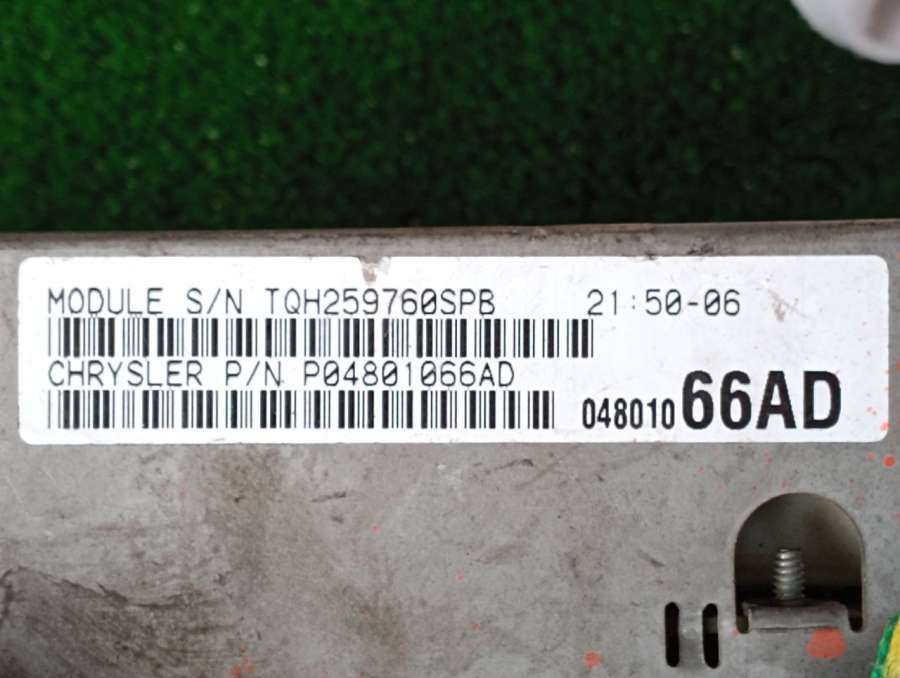 MODULE S/N TQH259760SPB 21:50-06
CHRYSLER P/N P04801066AD
04801066AD